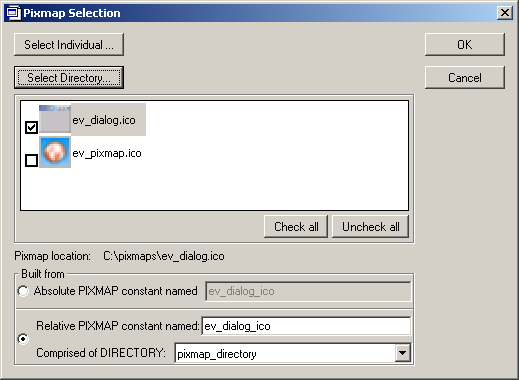 Pixmap Selection
Select Individual ...
OK
Select Directory...
Cancel
ev_dialog.ico
ev_pixmap.ico
Check all
Uncheck all
Pixmap location: C:\pixmaps\ev_dialog.ico
Built from
Absolute PIXMAP constant named ev_dialog_ico
Relative PIXMAP constant named: ev_dialog_ico
Comprised of DIRECTORY: pixmap_directory